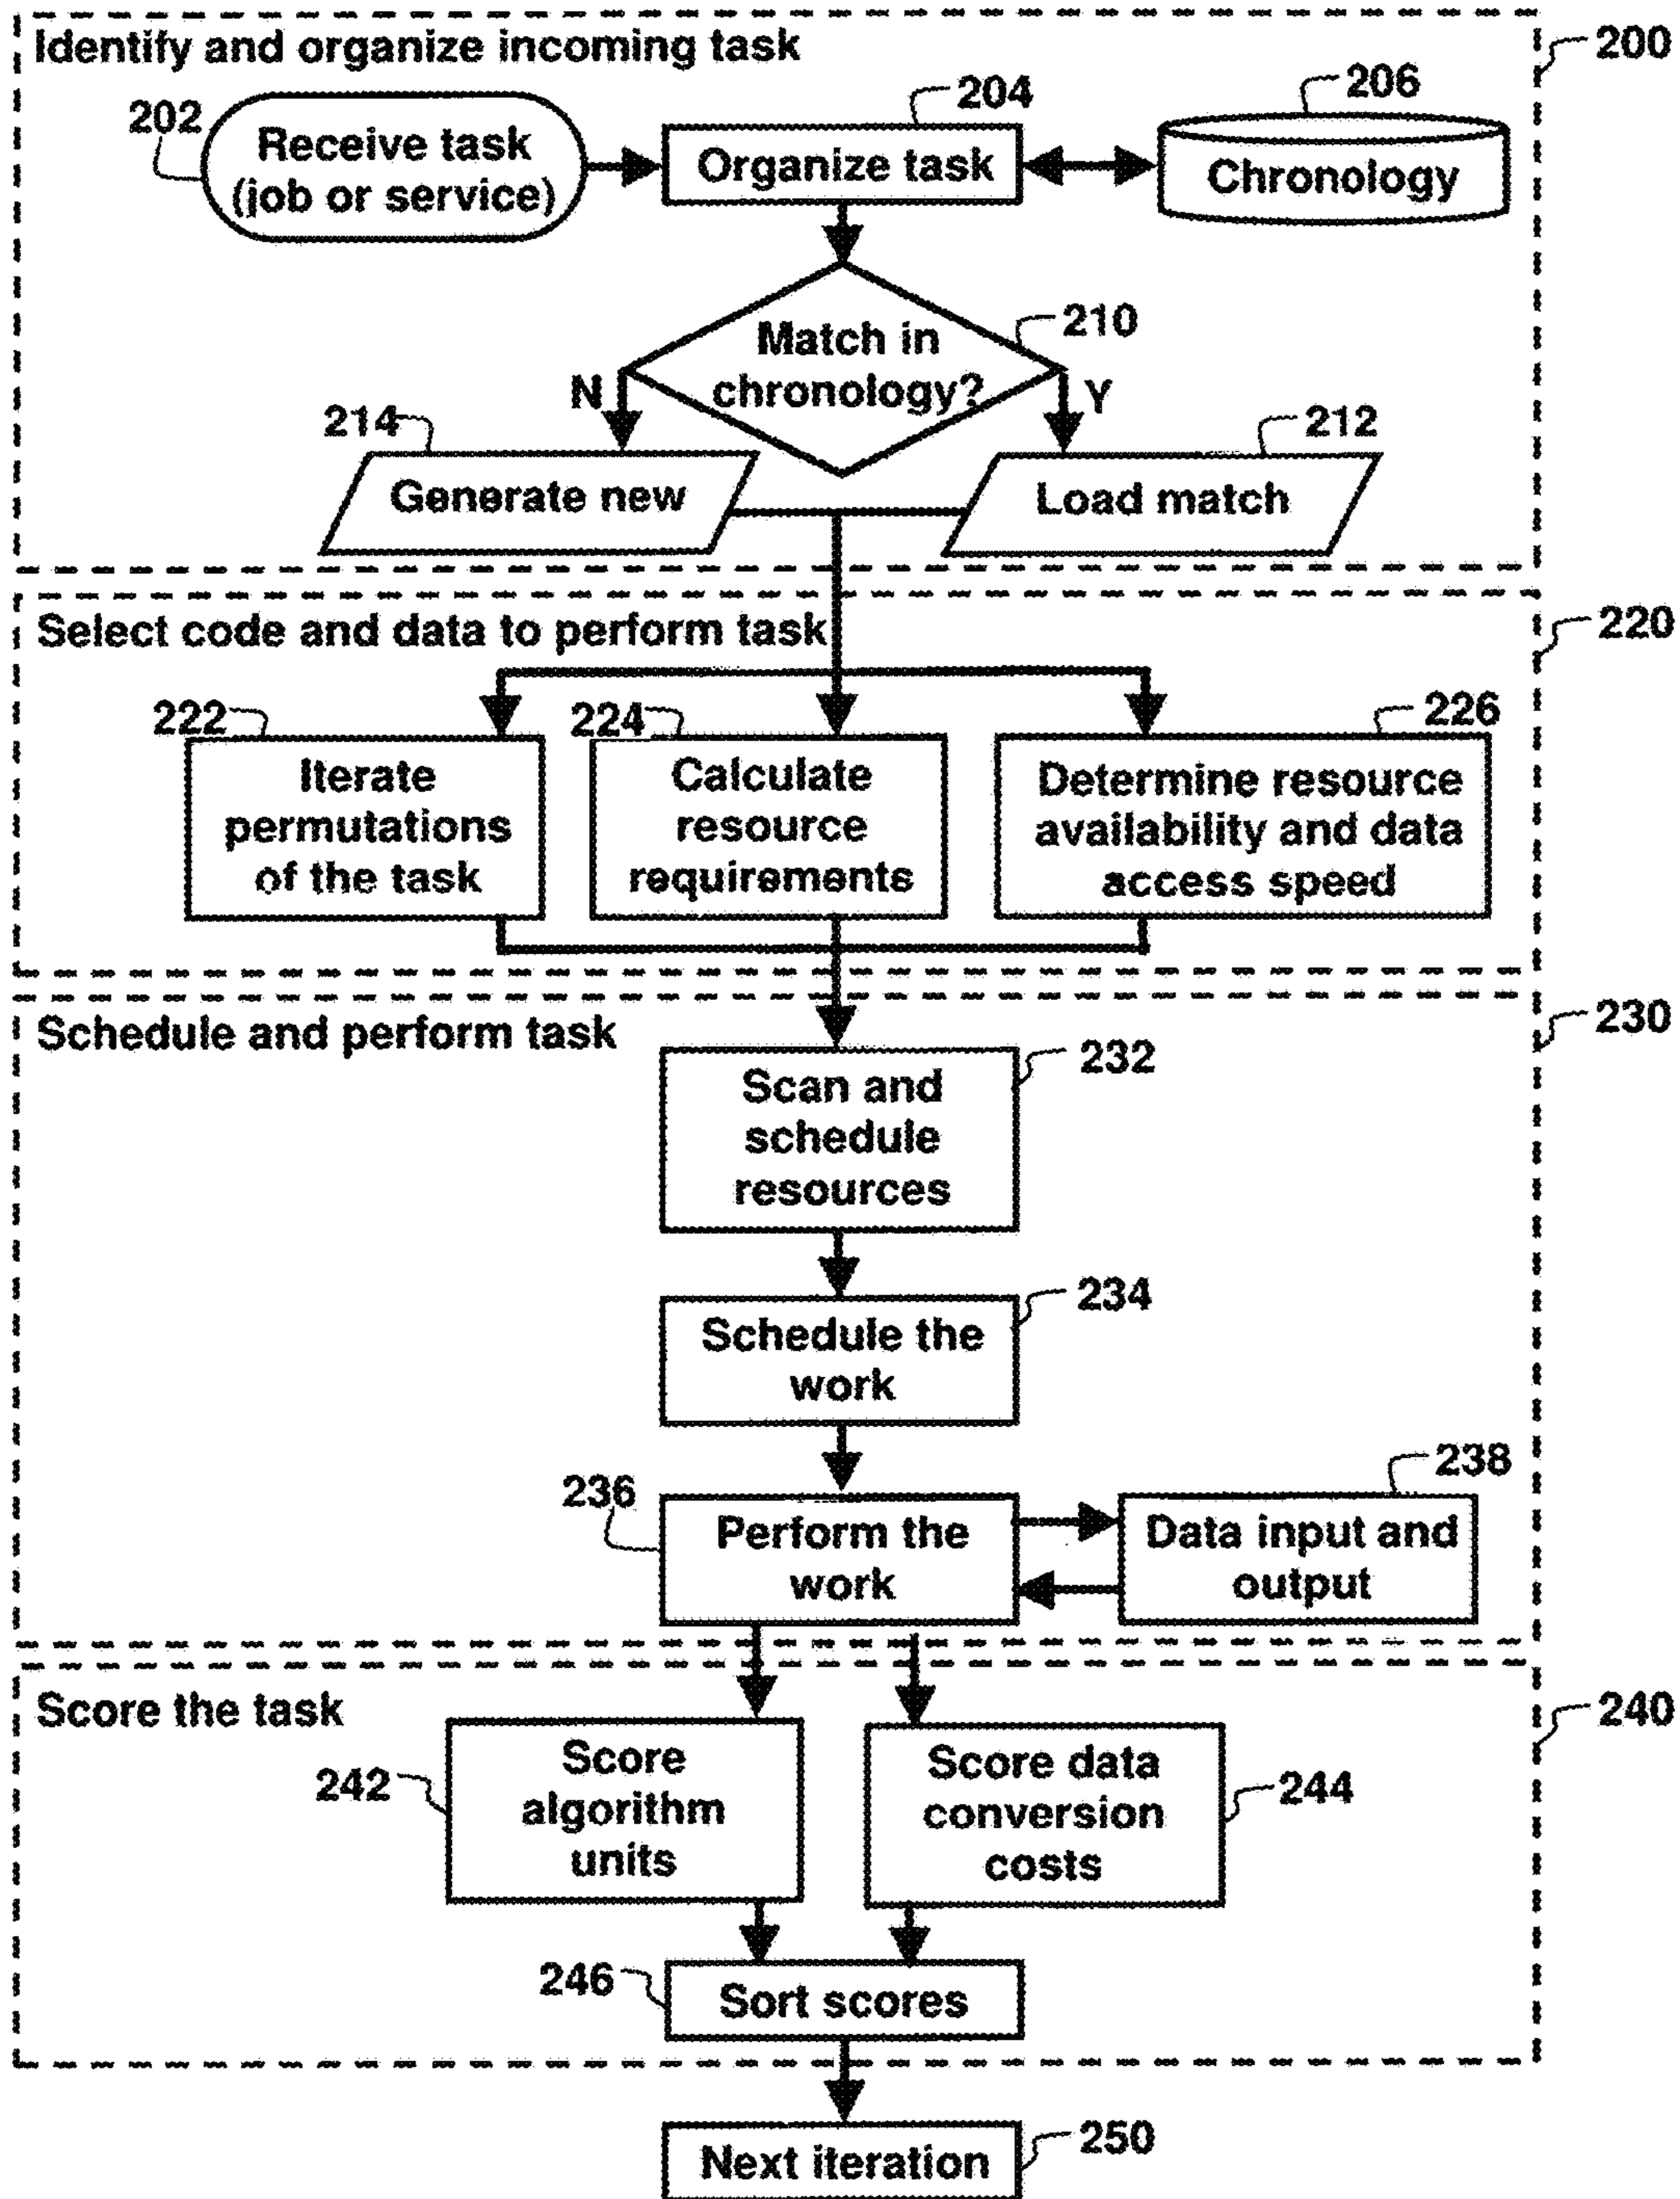 Identify and organize incoming task
200
202
Receive task
(job or service)
204
Organize task
206
Chronology
210
Match in
chronology?
N
Y
214
Generate new
212
Load match
Select code and data to perform task
220
222
Iterate
permutations
of the task
224
Calculate
resource
requirements
226
Determine resource
availability and data
access speed
Schedule and perform task
230
232
Scan and
schedule
resources
234
Schedule the
work
236
Perform the
work
238
Data input and
output
Score the task
240
242
Score
algorithm
units
244
Score data
conversion
costs
246
Sort scores
250
Next iteration